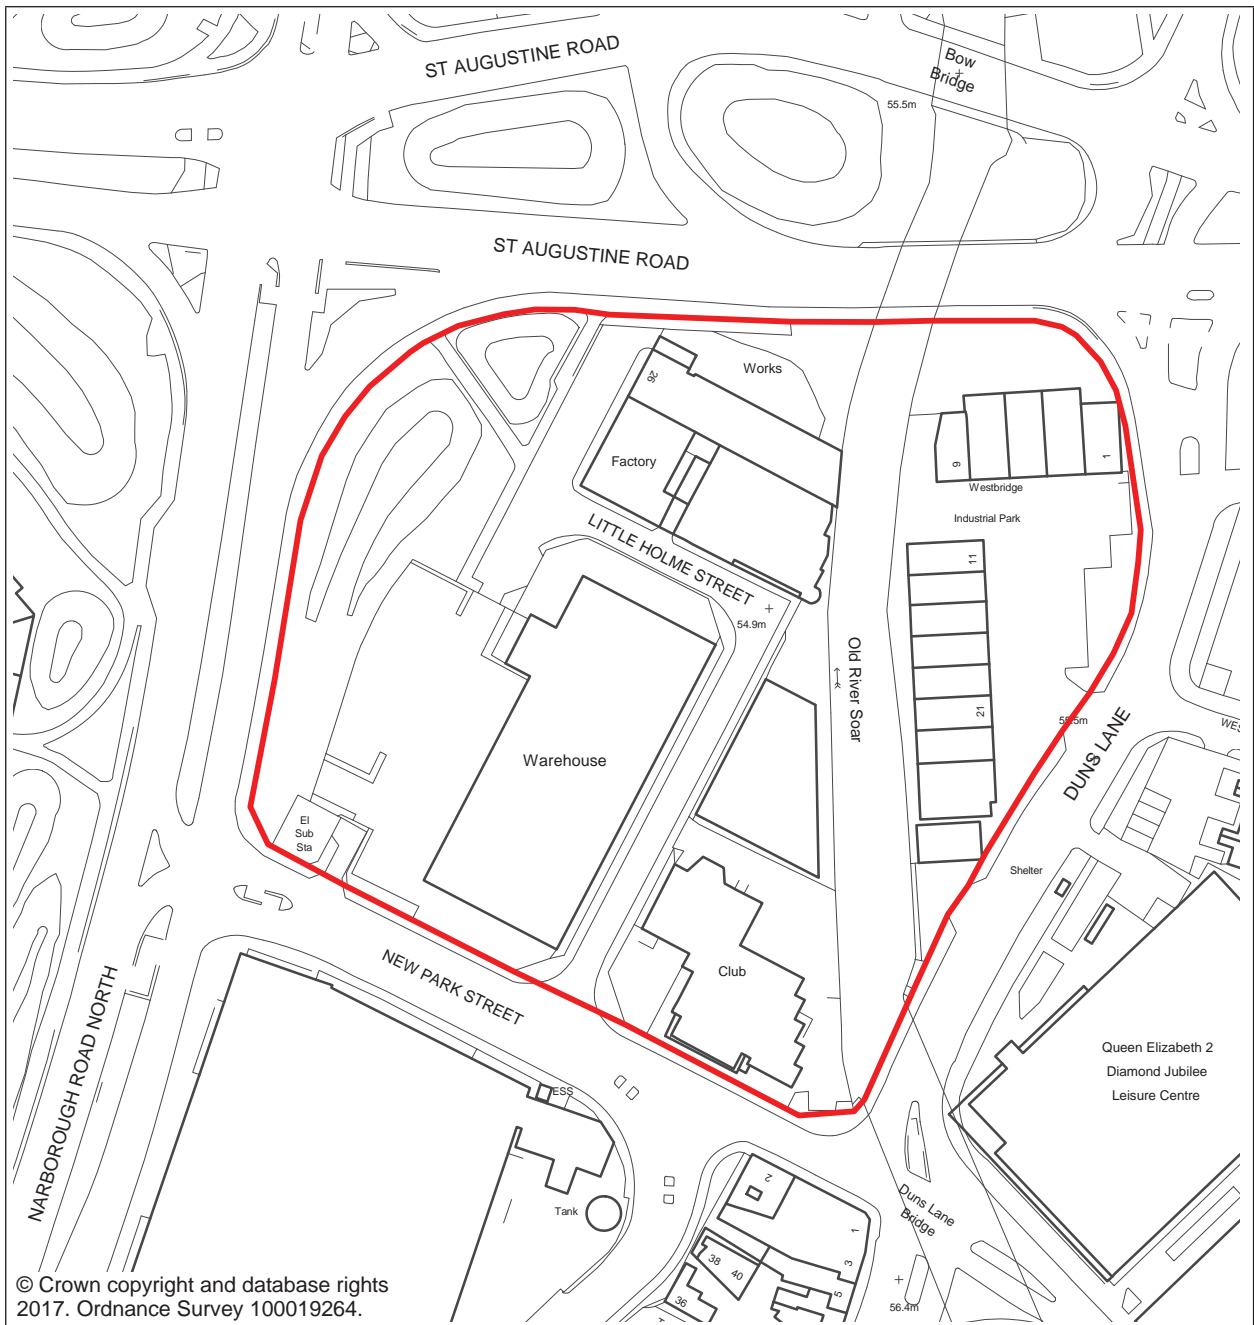 ST AUGUSTINE ROAD
Bow
Bridge
55.5m
ST AUGUSTINE ROAD
Works
26
Factory
9
1
Westbridge
Industrial Park
LITTLE HOLME STREET
11
54.9m
Old River Soar
21
55.5m
DUNS LANE
WES
Warehouse
El
Sub
Sta
Shelter
Club
NEW PARK STREET
NARBOROUGH ROAD NORTH
Queen Elizabeth 2
Diamond Jubilee
Leisure Centre
ESS
Tank
2
Duns Lane
Bridge
1
3
5
38
40
36
56.4m
© Crown copyright and database rights
2017. Ordnance Survey 100019264.